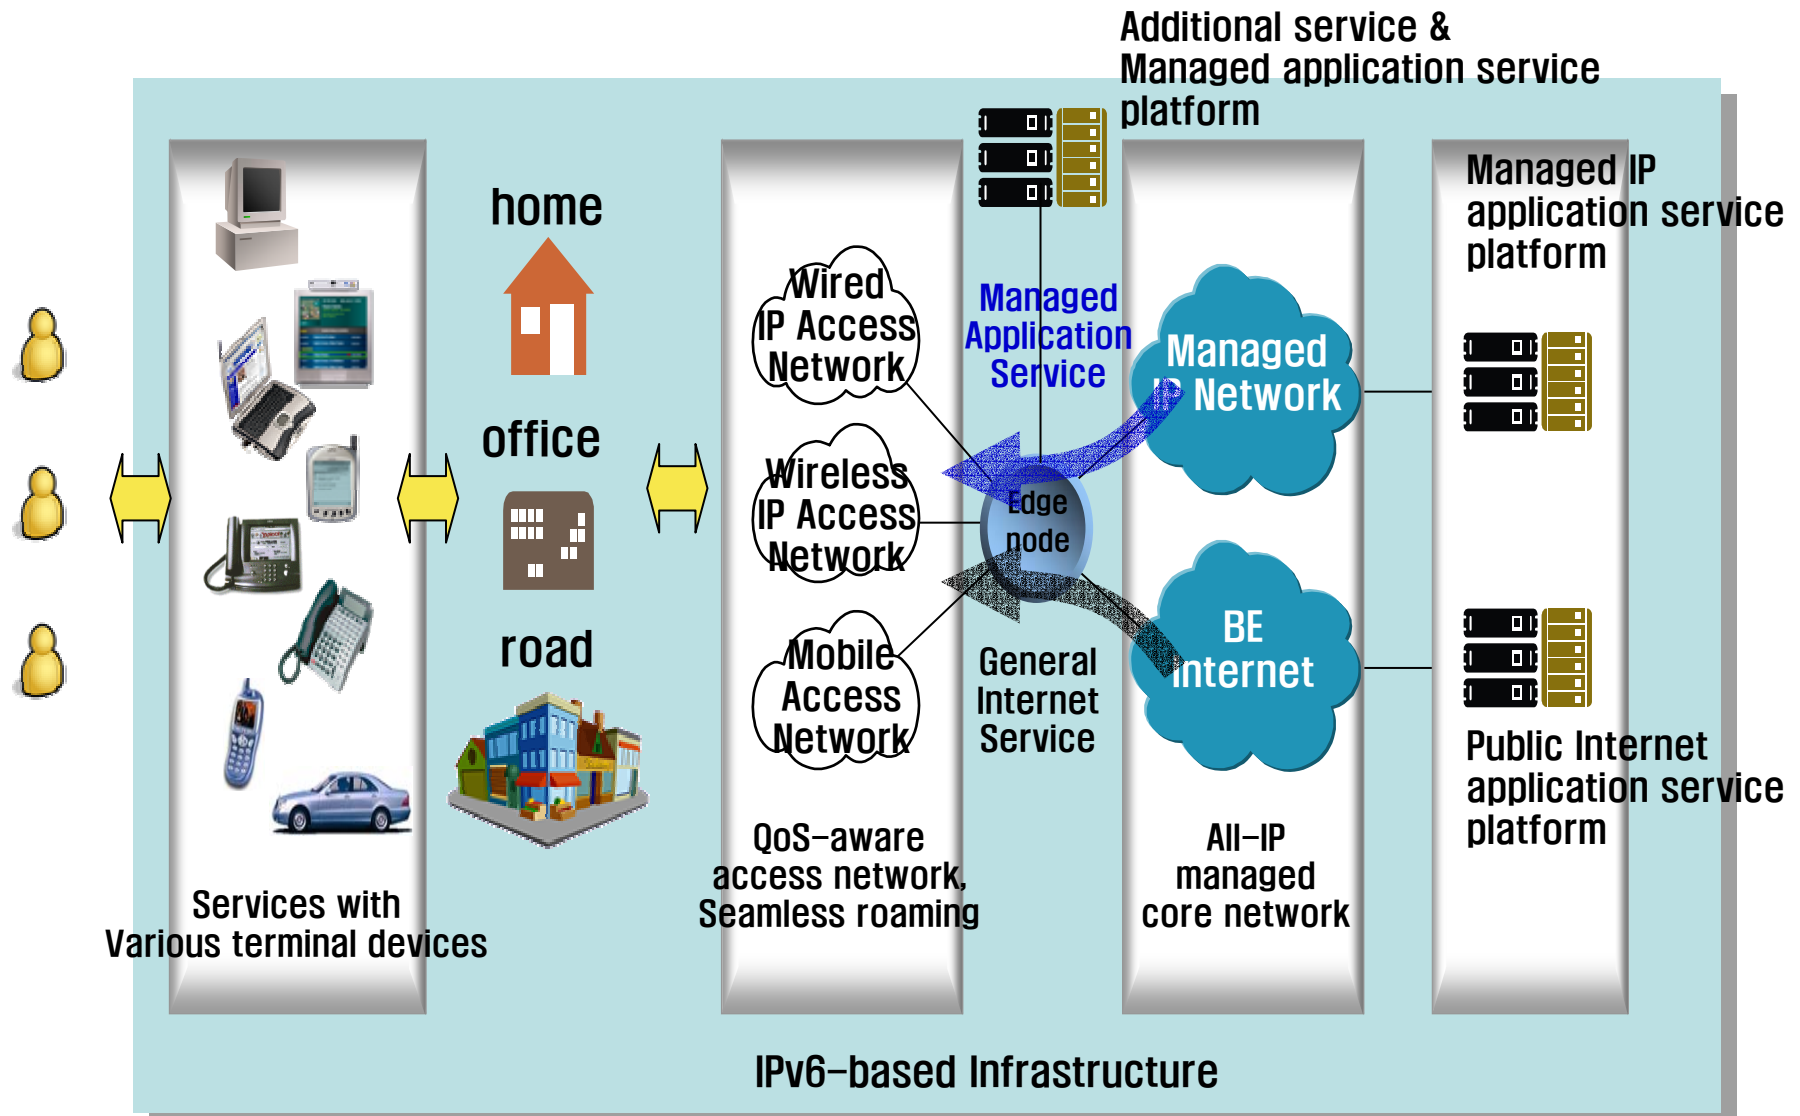 Additional service &
Managed application service
platform
home
office
road
Services with
Various terminal devices
Wired
IP Access
Network
Wireless
IP Access
Network
Mobile
Access
Network
QoS-aware
access network,
Seamless roaming
Managed
Application
Service
Edge
node
General
Internet
Service
Managed
IP Network
BE
Internet
All-IP
managed
core network
Managed IP
application service
platform
Public Internet
application service
platform
IPv6-based Infrastructure